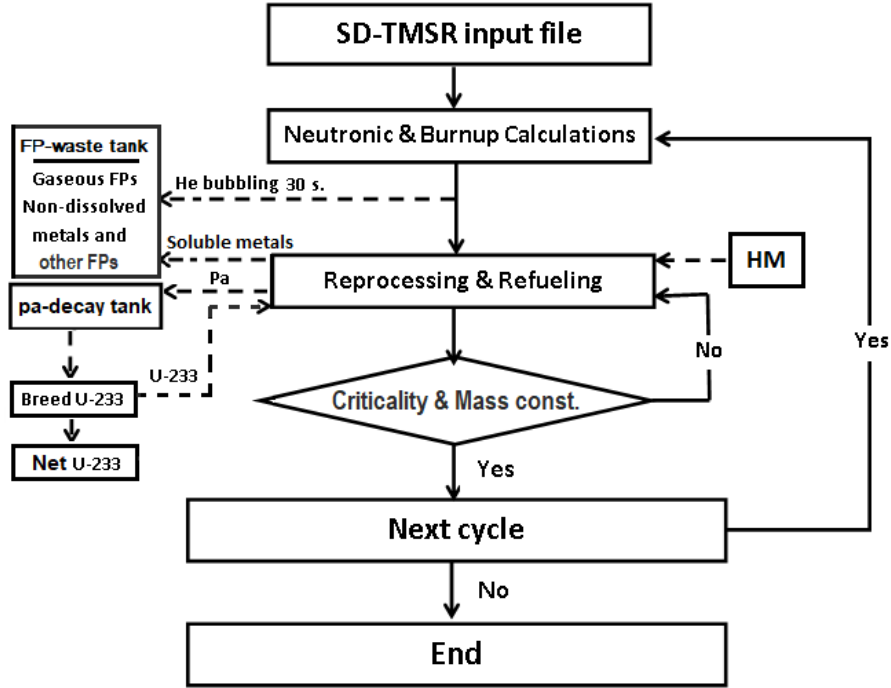 SD-TMSR input file
Neutronic & Burnup Calculations
FP-waste tank
Gaseous FPs
Non-dissolved
metals and
other FPs
He bubbling 30 s.
Soluble metals
Reprocessing & Refueling
HM
Pa
pa-decay tank
U-233
No
Yes
Breed U-233
Criticality & Mass const.
Net U-233
Yes
Next cycle
No
End